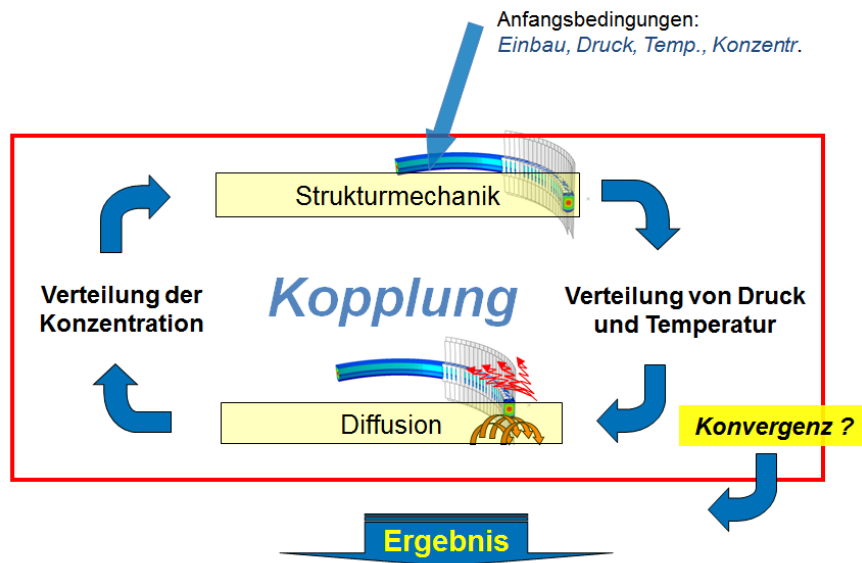 Anfangsbedingungen:
Einbau, Druck, Temp., Konzentr.
Strukturmechanik
Verteilung der
Konzentration
Kopplung
Verteilung von Druck
und Temperatur
Diffusion
Konvergenz ?
Ergebnis